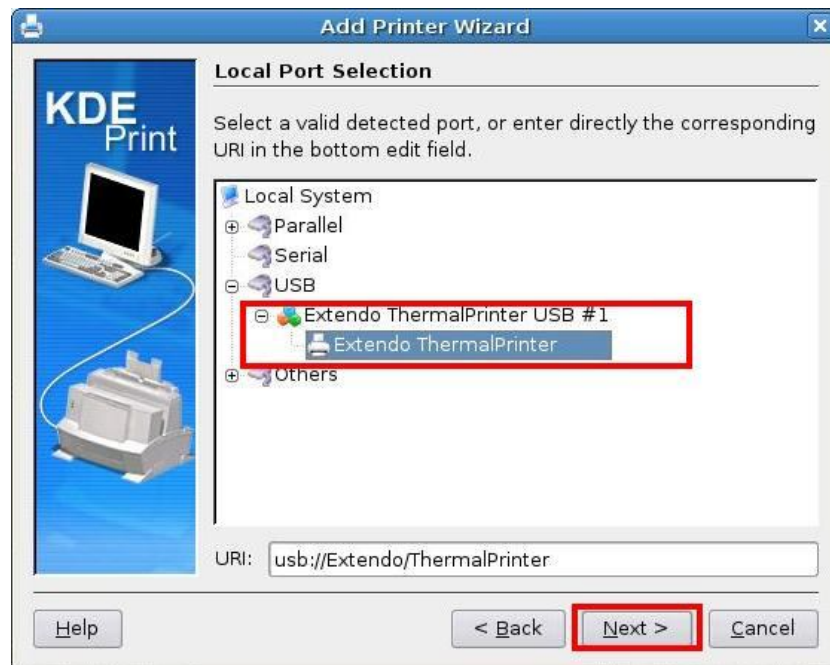 Add Printer Wizard
KDE
Print
Local Port Selection
Select a valid detected port, or enter directly the corresponding
URI in the bottom edit field.
Local System
Parallel
Serial
USB
Extendo ThermalPrinter USB #1
Extendo ThermalPrinter
Others
URI: usb://Extendo/ThermalPrinter
Help < Back Next > Cancel